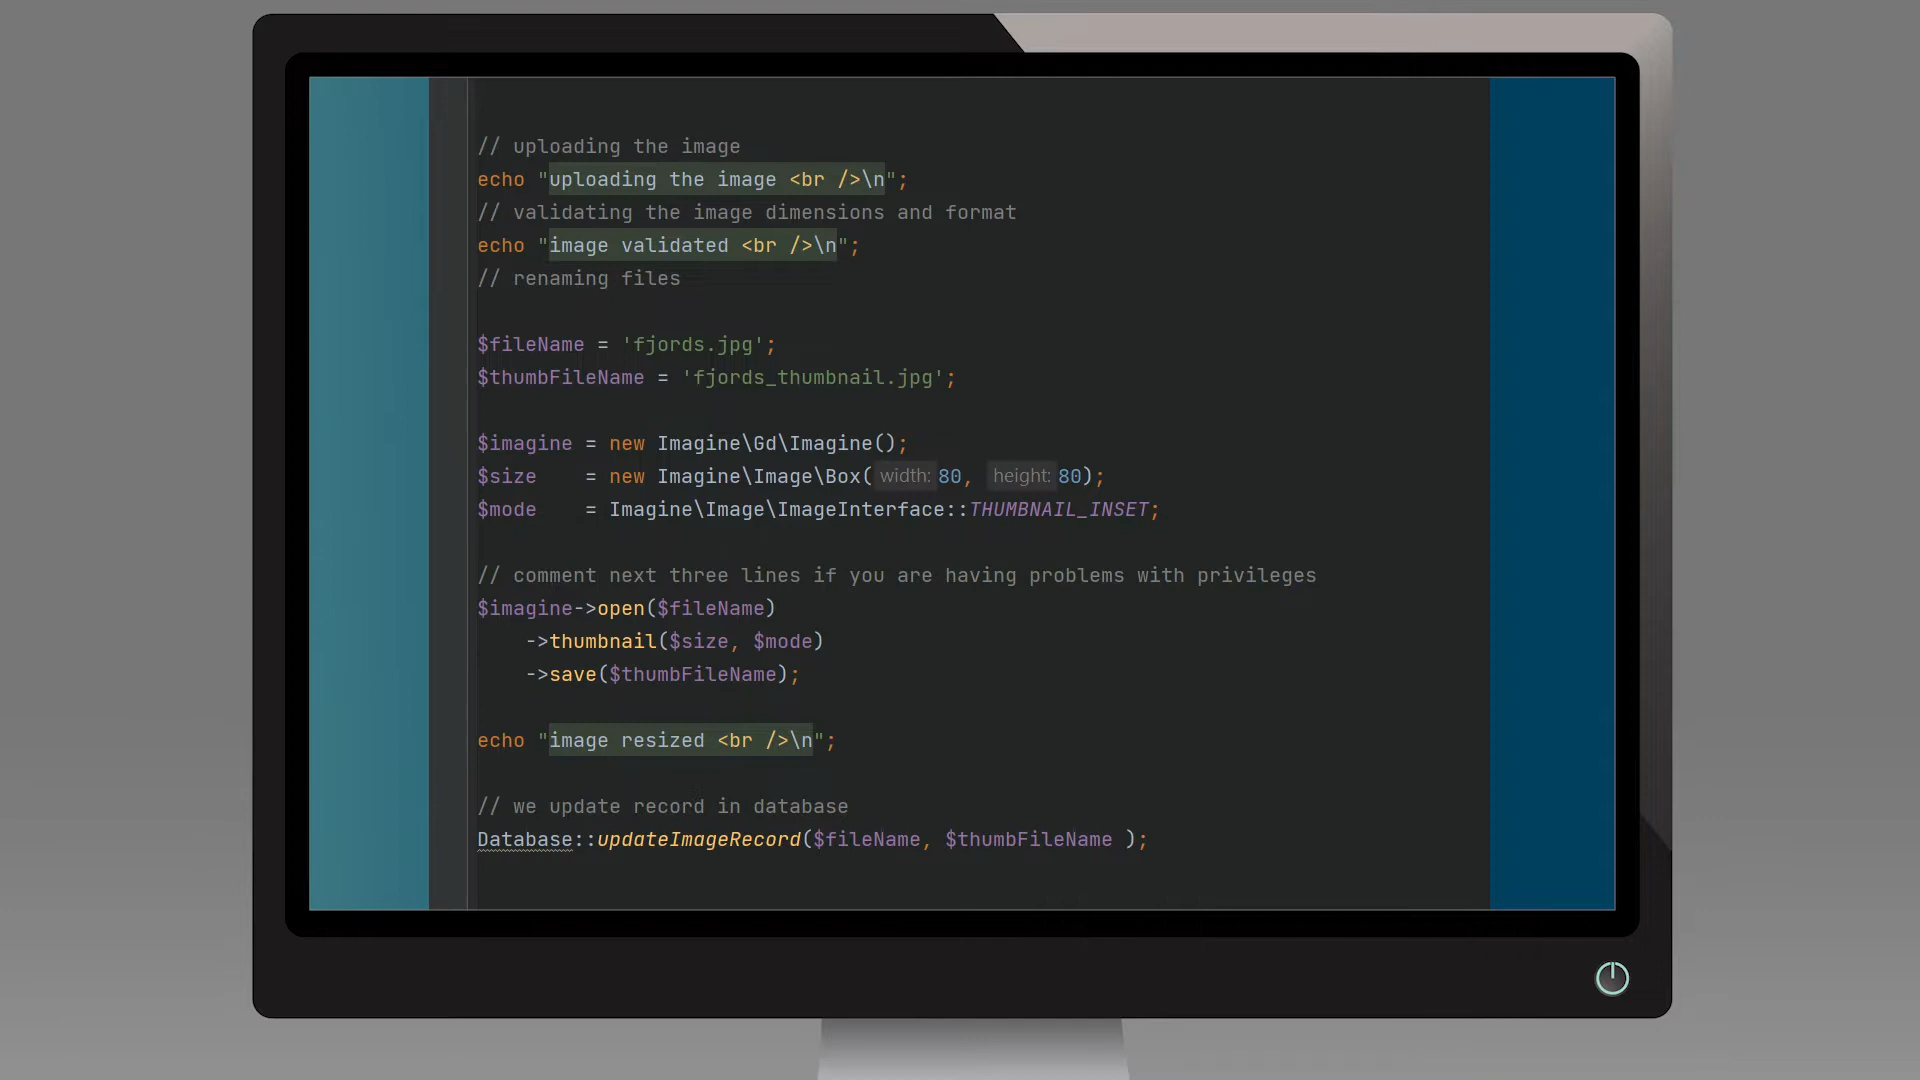 // uploading the image
echo "uploading the image <br />\n";
// validating the image dimensions and format
echo "image validated <br />\n";
// renaming files
$fileName = 'fjords.jpg';
$thumbFileName = 'fjords_thumbnail.jpg';
$imagine = new Imagine\Gd\Imagine();
$size    = new Imagine\Image\Box( width: 80, height: 80);
$mode    = Imagine\Image\ImageInterface::THUMBNAIL_INSET;
// comment next three lines if you are having problems with privileges
$imagine->open($fileName)
    ->thumbnail($size, $mode)
    ->save($thumbFileName);
echo "image resized <br />\n";
// we update record in database
Database::updateImageRecord($fileName, $thumbFileName );